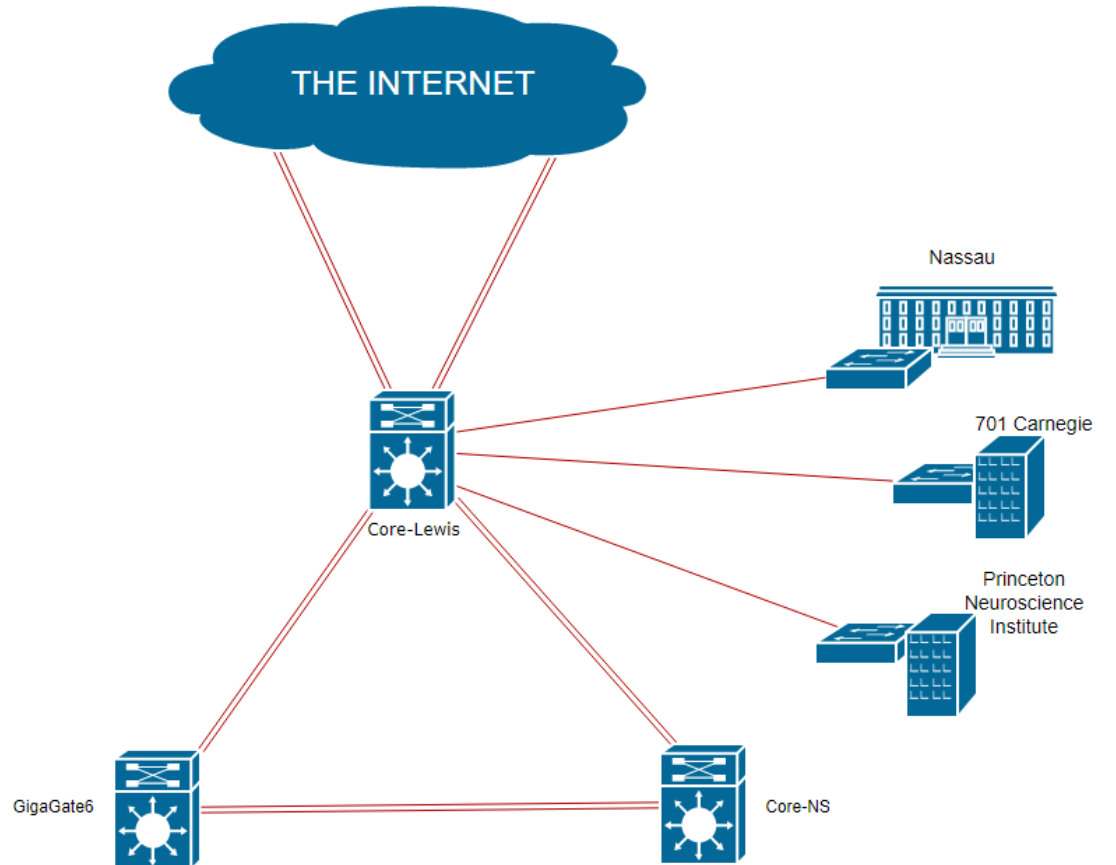 THE INTERNET
Nassau
701 Carnegie
Core-Lewis
Princeton
Neuroscience
Institute
GigaGate6
Core-NS